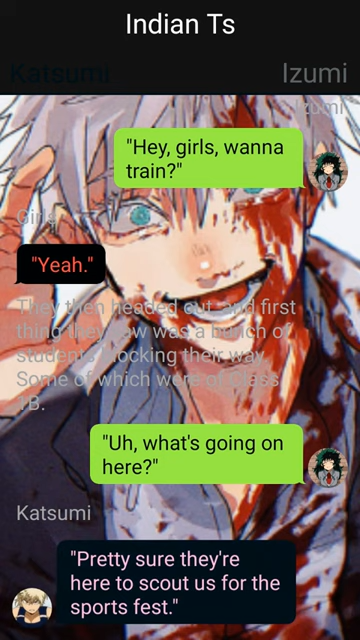 Indian Ts
Katsumi
Izumi
Izumi
"Hey, girls, wanna
train?"
Girls
"Yeah."
They then headed out, and first
thing they saw was a bunch of
students blocking their way.
Some of which were of class
1B.
"Uh, what's going on
here?"
Katsumi
"Pretty sure they're
here to scout us for the
sports fest."